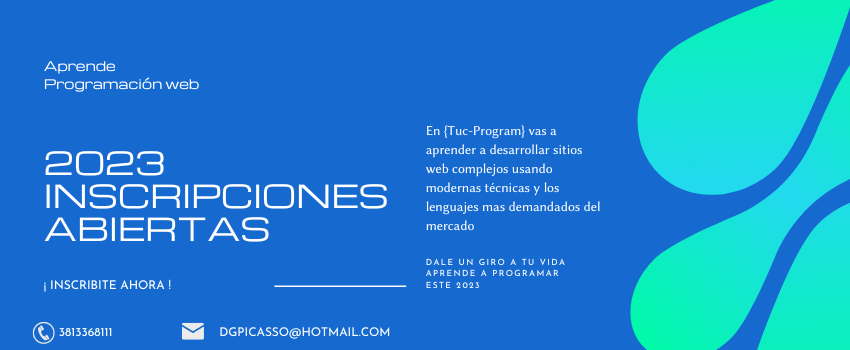 Aprende
Programación web
2023
INSCRIPCIONES
ABIERTAS
¡ INSCRIBITE AHORA !
3813368111
DGPICASSO@HOTMAIL.COM
En {Tuc-Program} vas a
aprender a desarrollar sitios
web complejos usando
modernas técnicas y los
lenguajes mas demandados del
mercado
DALE UN GIRO A TU VIDA
APRENDE A PROGRAMAR
ESTE 2023